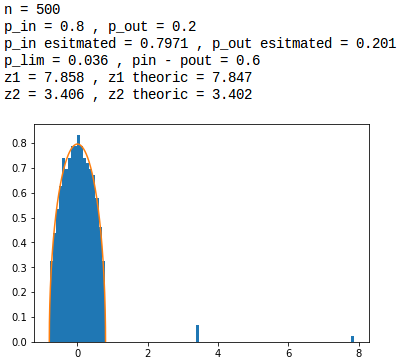 n = 500
p_in = 0.8 , p_out = 0.2
p_in esitmated = 0.7971 , p_out esitmated = 0.201
p_lim = 0.036 , pin - pout = 0.6
z1 = 7.858 , z1 theoric = 7.847
z2 = 3.406 , z2 theoric = 3.402
0.8
0.7
0.6
0.5
0.4
0.3
0.2
0.1
0.0
0 2 4 6 8